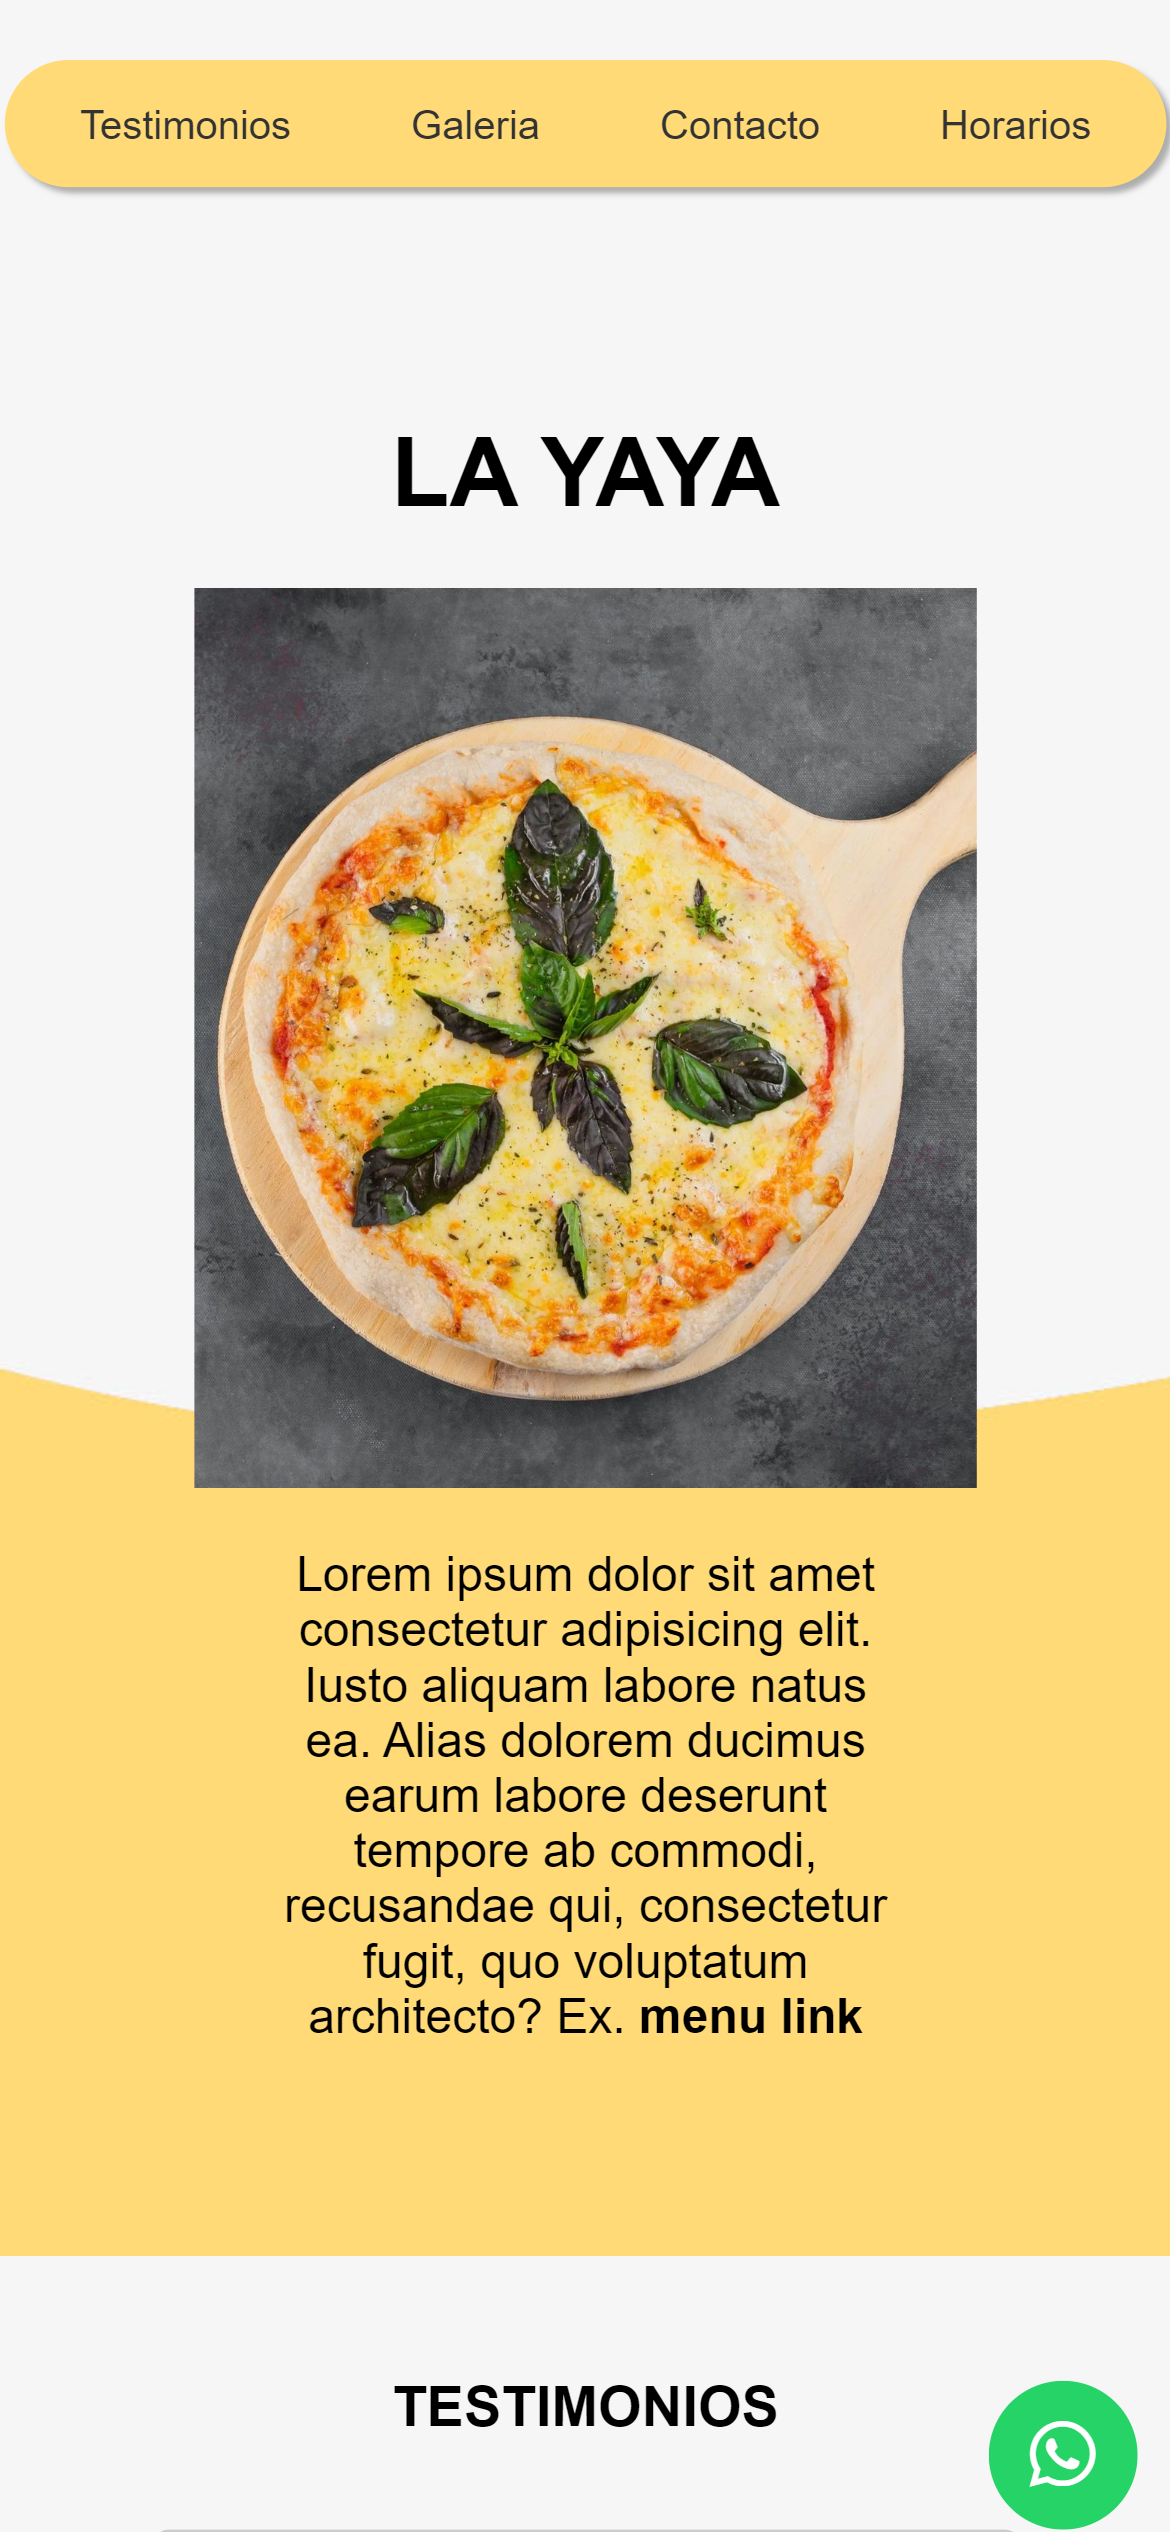 Testimonios Galeria Contacto Horarios
LA YAYA
Lorem ipsum dolor sit amet
consectetur adipisicing elit.
Iusto aliquam labore natus
ea. Alias dolorem ducimus
earum labore deserunt
tempore ab commodi,
recusandae qui, consectetur
fugit, quo voluptatum
architecto? Ex. menu link
TESTIMONIOS